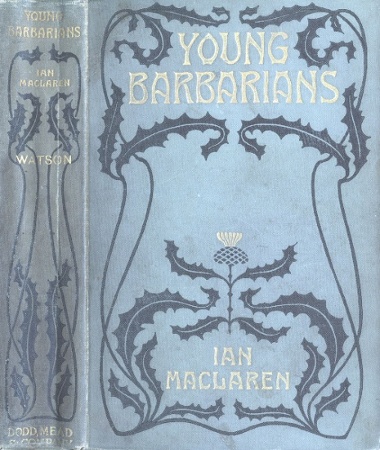 YOUNG
BARBARIANS
IAN
MACLAREN
WATSON
DODD, MEAD
& COMPANY
YOUNG
BARBARIANS
IAN
MACLAREN